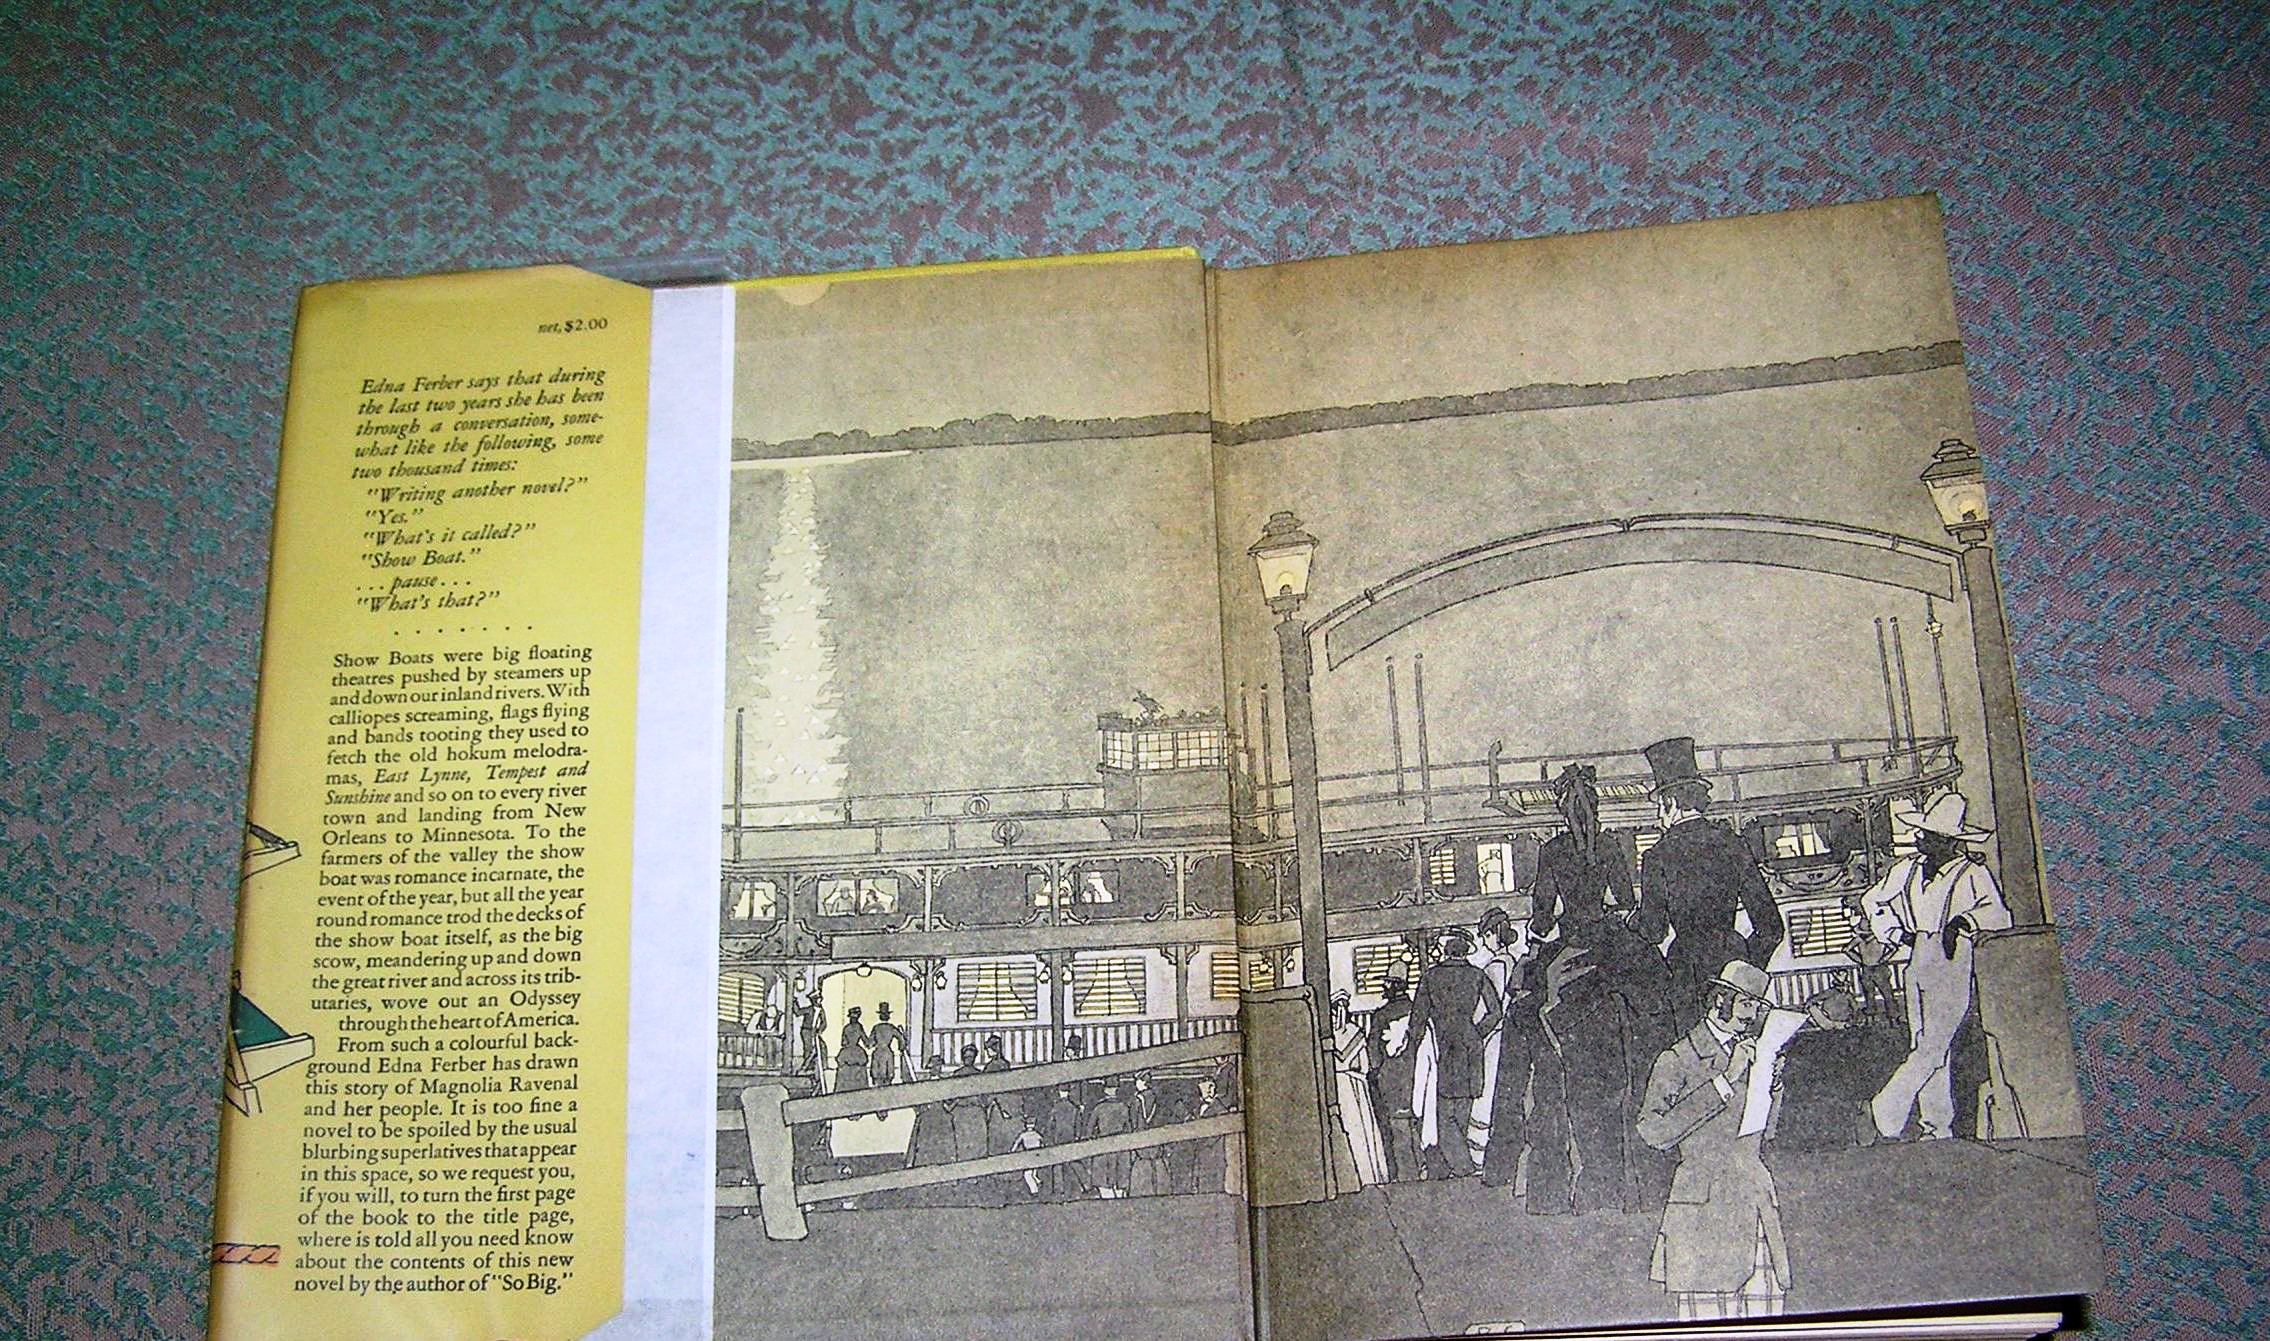 net, $2.00
Edna Ferber says that during
the last two years she has been
through a conversation, some-
what like the following, some
two thousand times:
"Writing another novel?"
"Yes."
"What's it called?"
"Show Boat."
. . . pause . . .
"What's that?"
. . . . . . .
Show Boats were big floating
theatres pushed by steamers up
and down our inland rivers. With
calliopes screaming, flags flying
and bands tooting they used to
fetch the old hokum melodra-
mas, East Lynne, Tempest and
Sunshine and so on to every river
town and landing from New
Orleans to Minnesota. To the
farmers of the valley the show
boat was romance incarnate, the
event of the year, but all the year
round romance trod the decks of
the show boat itself, as the big
scow, meandering up and down
the great river and across its trib-
utaries, wove out an Odyssey
through the heart of America.
From such a colourful back-
ground Edna Ferber has drawn
this story of Magnolia Ravenal
and her people. It is too fine a
novel to be spoiled by the usual
blurbing superlatives that appear
in this space, so we request you,
if you will, to turn the first page
of the book to the title page,
where is told all you need know
about the contents of this new
novel by the author of "So Big."